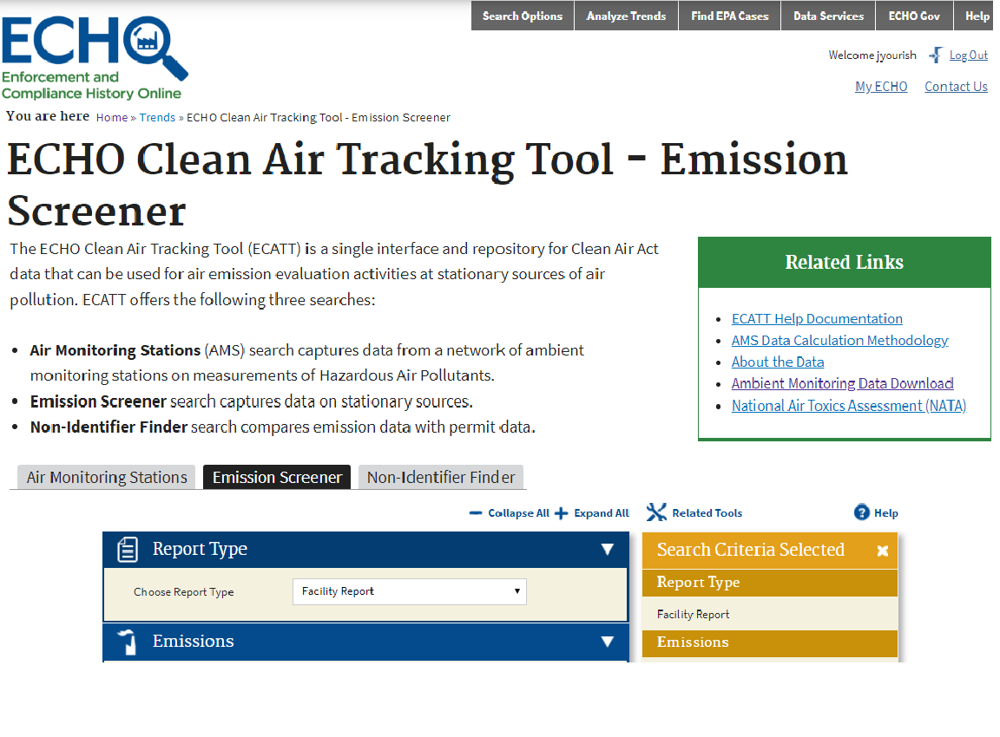 ECHO
Enforcement and
Compliance History Online
Search Options
Analyze Trends
Find EPA Cases
Data Services
ECHO Gov
Help
Welcome jyourish
Log Out
My ECHO
Contact Us
You are here Home » Trends » ECHO Clean Air Tracking Tool - Emission Screener
ECHO Clean Air Tracking Tool - Emission
Screener
The ECHO Clean Air Tracking Tool (ECATT) is a single interface and repository for Clean Air Act
data that can be used for air emission evaluation activities at stationary sources of air
pollution. ECATT offers the following three searches:
• Air Monitoring Stations (AMS) search captures data from a network of ambient
monitoring stations on measurements of Hazardous Air Pollutants.
• Emission Screener search captures data on stationary sources.
• Non-Identifier Finder search compares emission data with permit data.
Related Links
• ECATT Help Documentation
• AMS Data Calculation Methodology
• About the Data
• Ambient Monitoring Data Download
• National Air Toxics Assessment (NATA)
Air Monitoring Stations
Emission Screener
Non-Identifier Finder
Collapse All
Expand All
Related Tools
Help
Report Type
Choose Report Type
Facility Report
Emissions
Search Criteria Selected
Report Type
Facility Report
Emissions